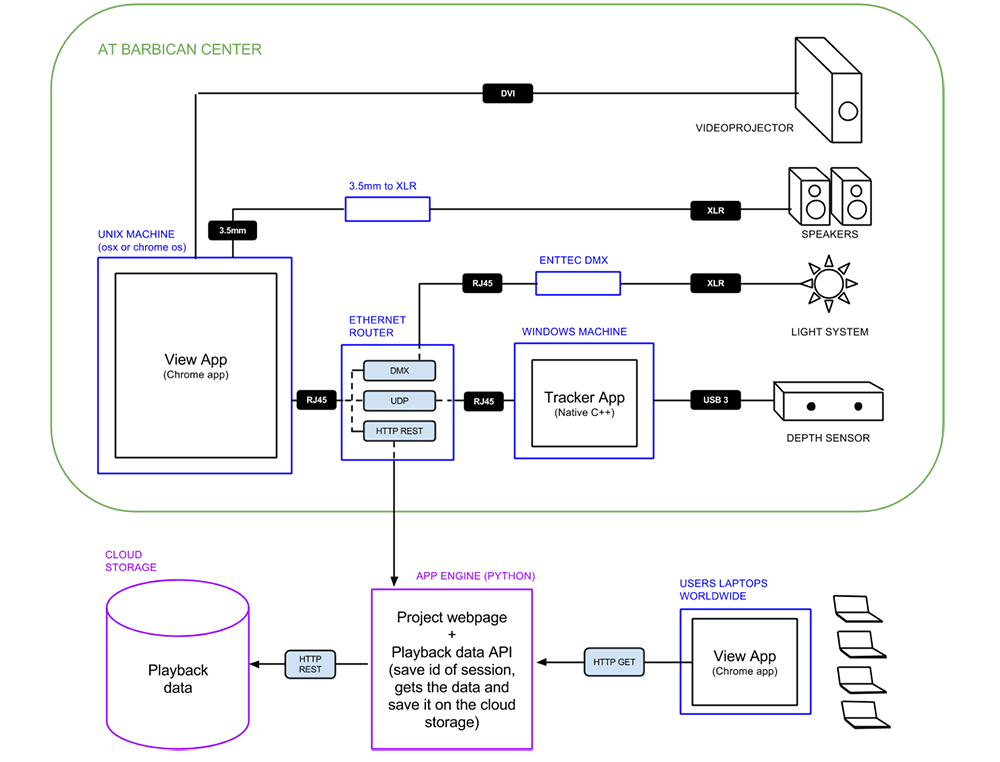 AT BARBICAN CENTER
DVI
VIDEOPROJECTOR
3.5mm to XLR
XLR
3.5mm
SPEAKERS
UNIX MACHINE
(osx or chrome os)
View App
(Chrome app)
ENTTEC DMX
RJ45
XLR
LIGHT SYSTEM
ETHERNET
ROUTER
DMX
UDP
HTTP REST
RJ45
RJ45
WINDOWS MACHINE
Tracker App
(Native C++)
USB 3
DEPTH SENSOR
CLOUD
STORAGE
Playback
data
HTTP
REST
APP ENGINE (PYTHON)
Project webpage
+
Playback data API
(save id of session,
gets the data and
save it on the cloud
storage)
HTTP GET
USERS LAPTOPS
WORLDWIDE
View App
(Chrome app)